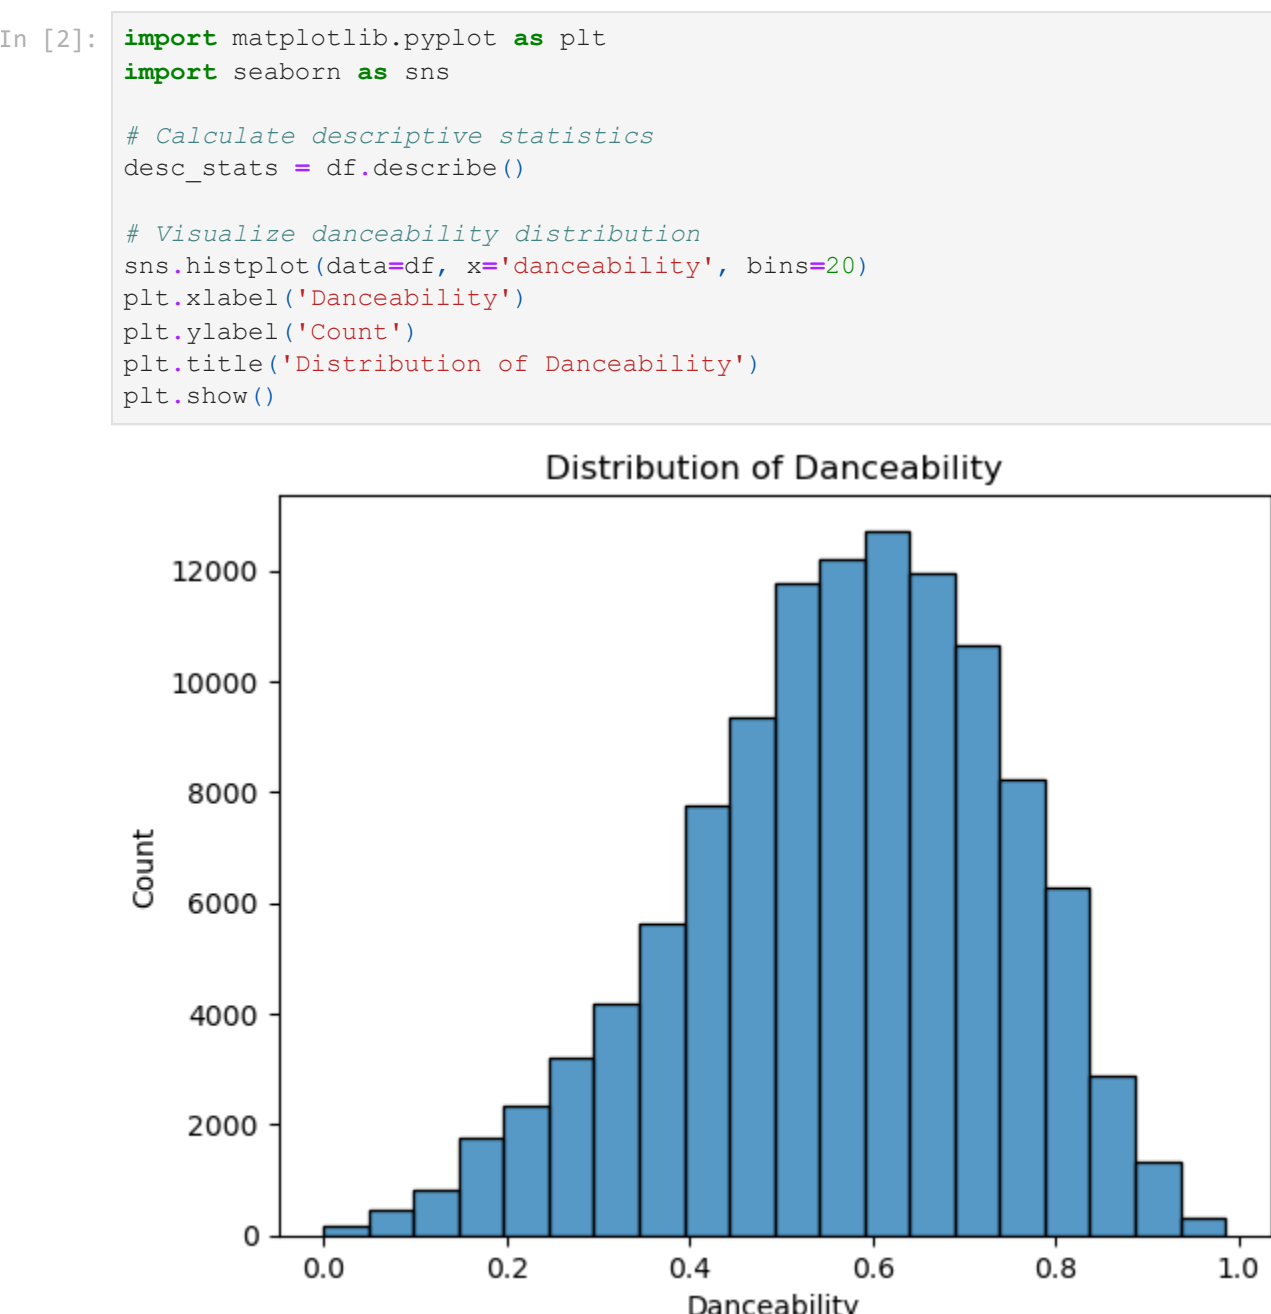 In [2]:
import matplotlib.pyplot as plt
import seaborn as sns
# Calculate descriptive statistics
desc_stats = df.describe()
# Visualize danceability distribution
sns.histplot(data=df, x='danceability', bins=20)
plt.xlabel('Danceability')
plt.ylabel('Count')
plt.title('Distribution of Danceability')
plt.show()
Distribution of Danceability
12000
10000
8000
6000
4000
2000
0
Count
0.0 0.2 0.4 0.6 0.8 1.0
Danceability